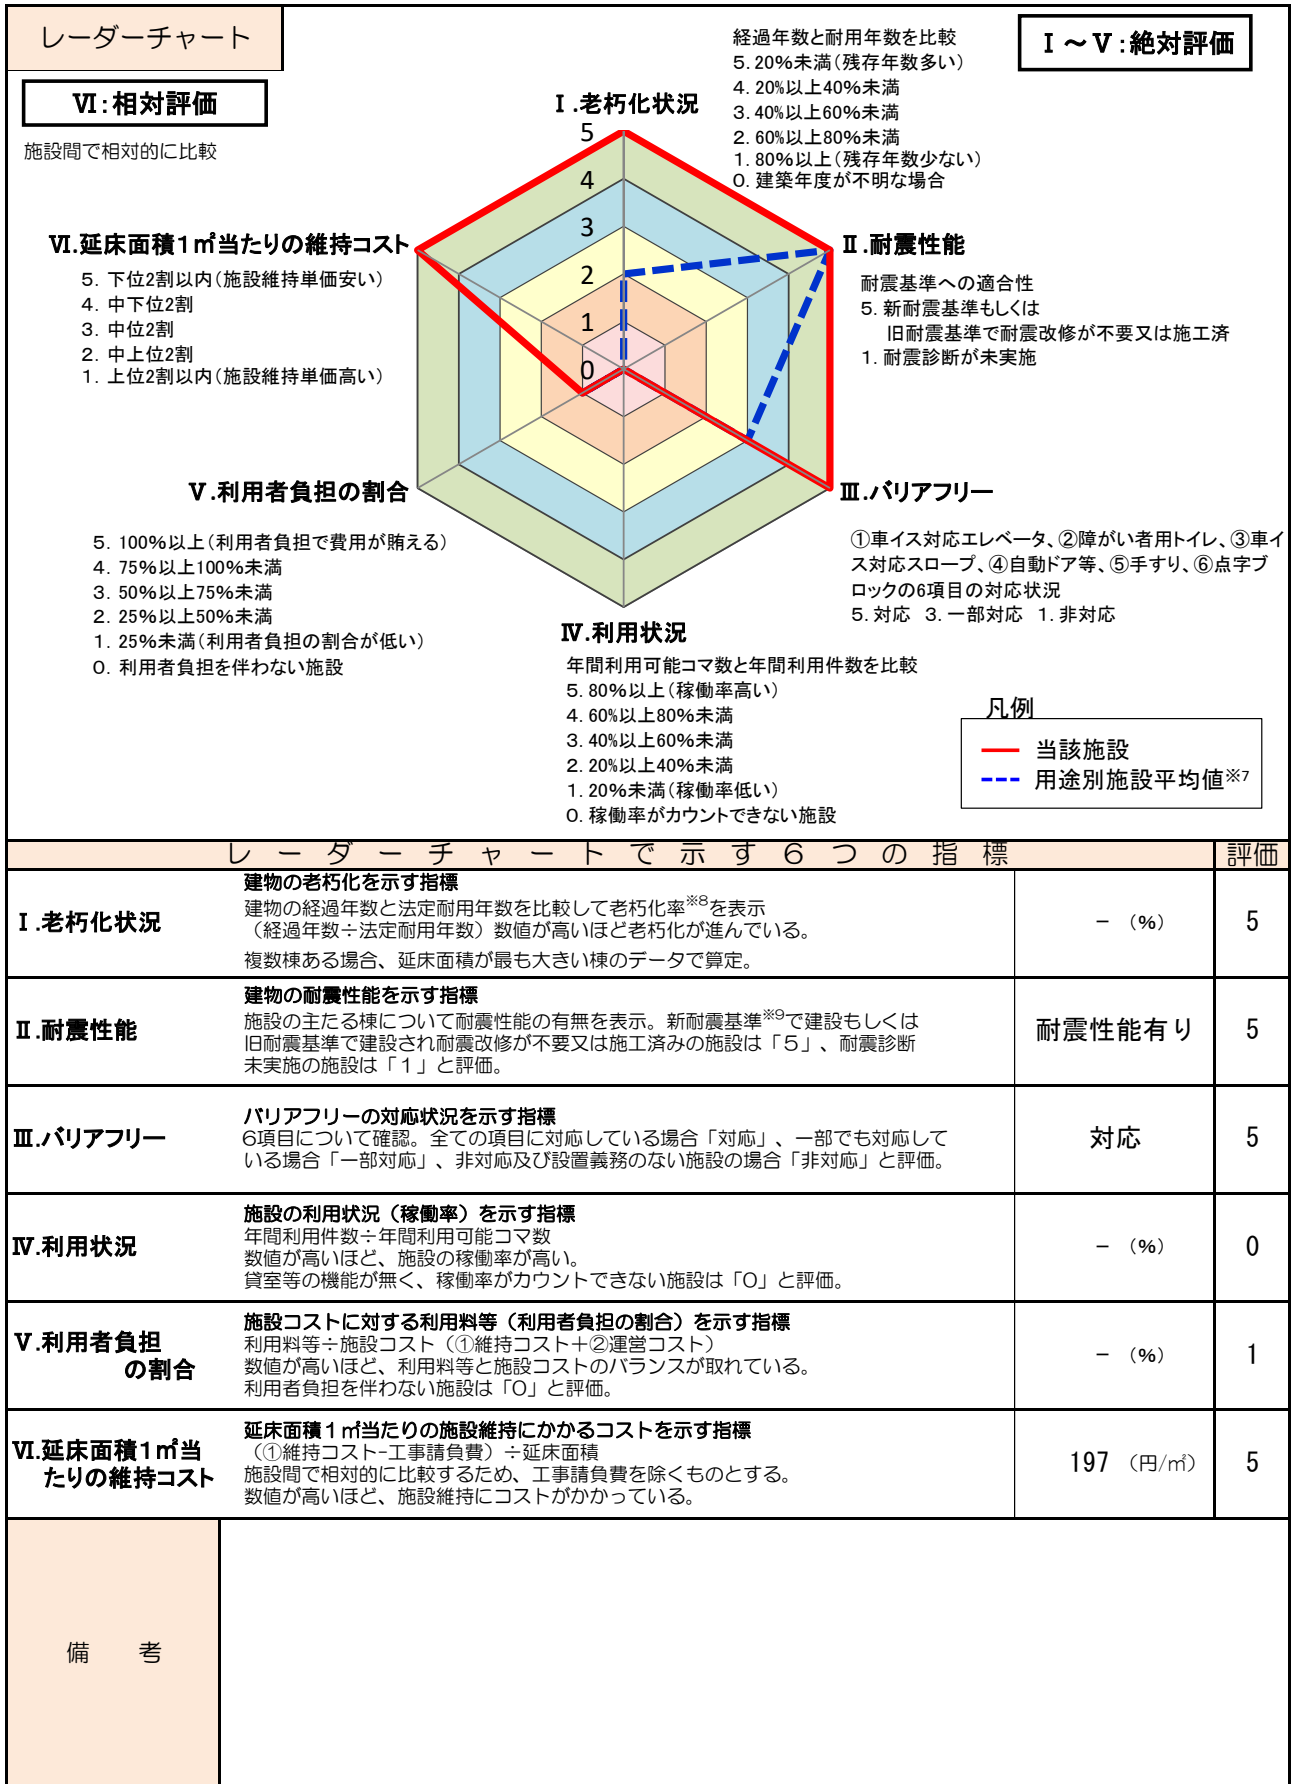 レーダーチャート
Ⅰ～Ⅴ:絶対評価
Ⅵ:相対評価
施設間で相対的に比較
経過年数と耐用年数を比較
5.20%未満(残存年数多い)
4.20%以上40%未満
3.40%以上60%未満
2.60%以上80%未満
1.80%以上(残存年数少ない)
0.建築年度が不明な場合
Ⅰ.老朽化状況
5
4
3
2
1
0
Ⅵ.延床面積1㎡当たりの維持コスト
5. 下位2割以内(施設維持単価安い)
4. 中下位2割
3. 中位2割
2. 中上位2割
1. 上位2割以内(施設維持単価高い)
Ⅱ.耐震性能
耐震基準への適合性
5. 新耐震基準もしくは
旧耐震基準で耐震改修が不要又は施工済
1. 耐震診断が未実施
Ⅴ.利用者負担の割合
5. 100%以上(利用者負担で費用が賄える)
4. 75%以上100%未満
3. 50%以上75%未満
2. 25%以上50%未満
1. 25%未満(利用者負担の割合が低い)
0. 利用者負担を伴わない施設
Ⅲ.バリアフリー
①車イス対応エレベータ、②障がい者用トイレ、③車イ
ス対応スロープ、④自動ドア等、⑤手すり、⑥点字ブ
ロックの6項目の対応状況
5.対応 3.一部対応 1.非対応
Ⅳ.利用状況
年間利用可能コマ数と年間利用件数を比較
5.80%以上(稼働率高い)
4.60%以上80%未満
3.40%以上60%未満
2.20%以上40%未満
1.20%未満(稼働率低い)
0.稼働率がカウントできない施設
凡例
当該施設
用途別施設平均値※7
レーダーチャートで示す6つの指標 評価
Ⅰ.老朽化状況
建物の老朽化を示す指標
建物の経過年数と法定耐用年数を比較して老朽化率※8を表示
（経過年数÷法定耐用年数）数値が高いほど老朽化が進んでいる。
複数棟ある場合、延床面積が最も大きい棟のデータで算定。
－ （%） 5
Ⅱ.耐震性能
建物の耐震性能を示す指標
施設の主たる棟について耐震性能の有無を表示。新耐震基準※9で建設もしくは
旧耐震基準で建設され耐震改修が不要又は施工済みの施設は「5」、耐震診断
未実施の施設は「1」と評価。
耐震性能有り 5
Ⅲ.バリアフリー
バリアフリーの対応状況を示す指標
6項目について確認。全ての項目に対応している場合「対応」、一部でも対応して
いる場合「一部対応」、非対応及び設置義務のない施設の場合「非対応」と評価。
対応 5
Ⅳ.利用状況
施設の利用状況（稼働率）を示す指標
年間利用件数÷年間利用可能コマ数
数値が高いほど、施設の稼働率が高い。
貸室等の機能が無く、稼働率がカウントできない施設は「0」と評価。
－ （%） 0
Ⅴ.利用者負担
の割合
施設コストに対する利用料等（利用者負担の割合）を示す指標
利用料等÷施設コスト（①維持コスト＋②運営コスト）
数値が高いほど、利用料等と施設コストのバランスが取れている。
利用者負担を伴わない施設は「0」と評価。
－ （%） 1
Ⅵ.延床面積1㎡当
たりの維持コスト
延床面積1㎡当たりの施設維持にかかるコストを示す指標
（①維持コスト-工事請負費）÷延床面積
施設間で相対的に比較するため、工事請負費を除くものとする。
数値が高いほど、施設維持にコストがかかっている。
197 （円/㎡） 5
備 考